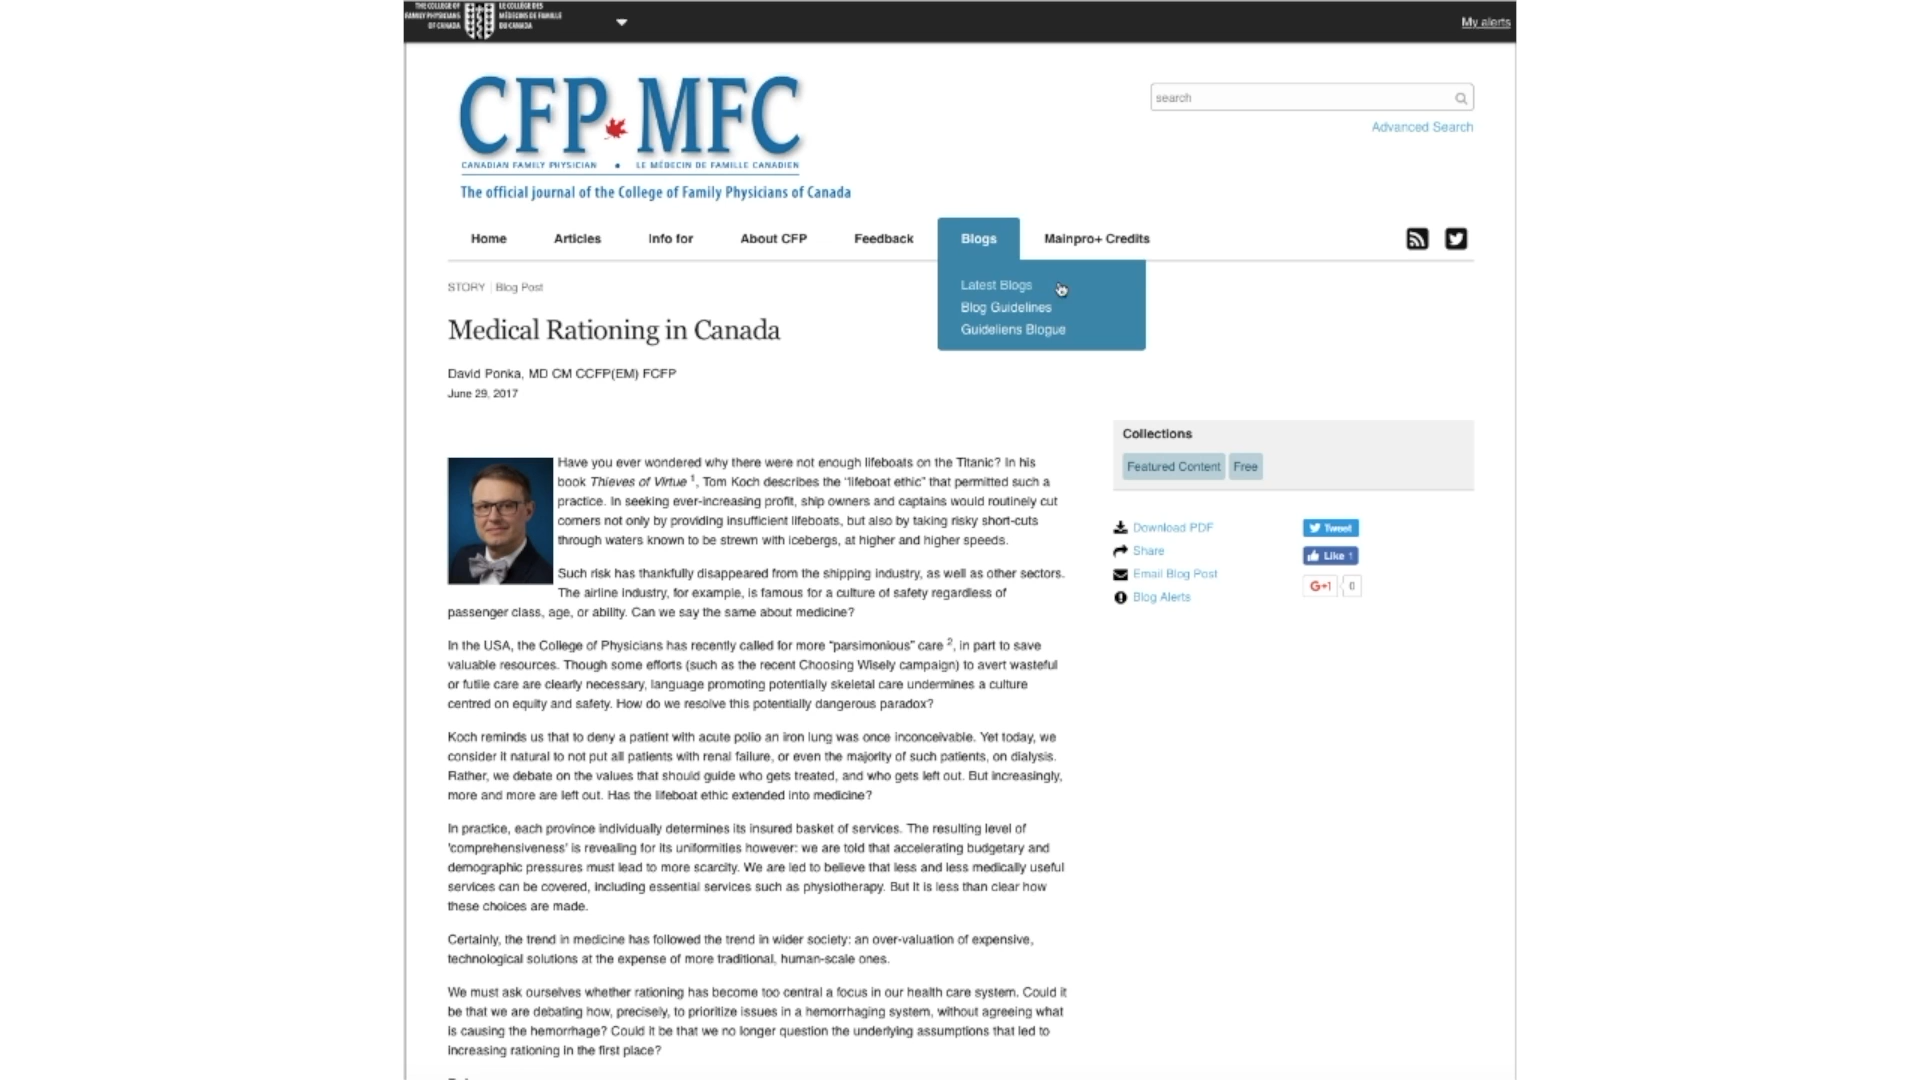 THE COLLEGE OF
FAMILY PHYSICIANS
OF CANADA
LE COLLÈGE DES
MÉDECINS DE FAMILLE
DU CANADA
My alerts
CFP MFC
CANADIAN FAMILY PHYSICIAN • LE MÉDECIN DE FAMILLE CANADIEN
The official journal of the College of Family Physicians of Canada
search
Advanced Search
Home Articles Info for About CFP Feedback Blogs Mainpro+ Credits
Latest Blogs
Blog Guidelines
Guideliens Blogue
STORY | Blog Post
Medical Rationing in Canada
David Ponka, MD CM CCFP(EM) FCFP
June 29, 2017
Have you ever wondered why there were not enough lifeboats on the Titanic? In his
book Thieves of Virtue 1, Tom Koch describes the "lifeboat ethic" that permitted such a
practice. In seeking ever-increasing profit, ship owners and captains would routinely cut
corners not only by providing insufficient lifeboats, but also by taking risky short-cuts
through waters known to be strewn with icebergs, at higher and higher speeds.
Such risk has thankfully disappeared from the shipping industry, as well as other sectors.
The airline industry, for example, is famous for a culture of safety regardless of
passenger class, age, or ability. Can we say the same about medicine?
In the USA, the College of Physicians has recently called for more "parsimonious" care 2, in part to save
valuable resources. Though some efforts (such as the recent Choosing Wisely campaign) to avert wasteful
or futile care are clearly necessary, language promoting potentially skeletal care undermines a culture
centred on equity and safety. How do we resolve this potentially dangerous paradox?
Koch reminds us that to deny a patient with acute polio an iron lung was once inconceivable. Yet today, we
consider it natural to not put all patients with renal failure, or even the majority of such patients, on dialysis.
Rather, we debate on the values that should guide who gets treated, and who gets left out. But increasingly,
more and more are left out. Has the lifeboat ethic extended into medicine?
In practice, each province individually determines its insured basket of services. The resulting level of
'comprehensiveness' is revealing for its uniformities however: we are told that accelerating budgetary and
demographic pressures must lead to more scarcity. We are led to believe that less and less medically useful
services can be covered, including essential services such as physiotherapy. But it is less than clear how
these choices are made.
Certainly, the trend in medicine has followed the trend in wider society: an over-valuation of expensive,
technological solutions at the expense of more traditional, human-scale ones.
We must ask ourselves whether rationing has become too central a focus in our health care system. Could it
be that we are debating how, precisely, to prioritize issues in a hemorrhaging system, without agreeing what
is causing the hemorrhage? Could it be that we no longer question the underlying assumptions that led to
increasing rationing in the first place?
Collections
Featured Content Free
Download PDF
Share
Email Blog Post
Blog Alerts
Tweet
Like 1
G+1 0